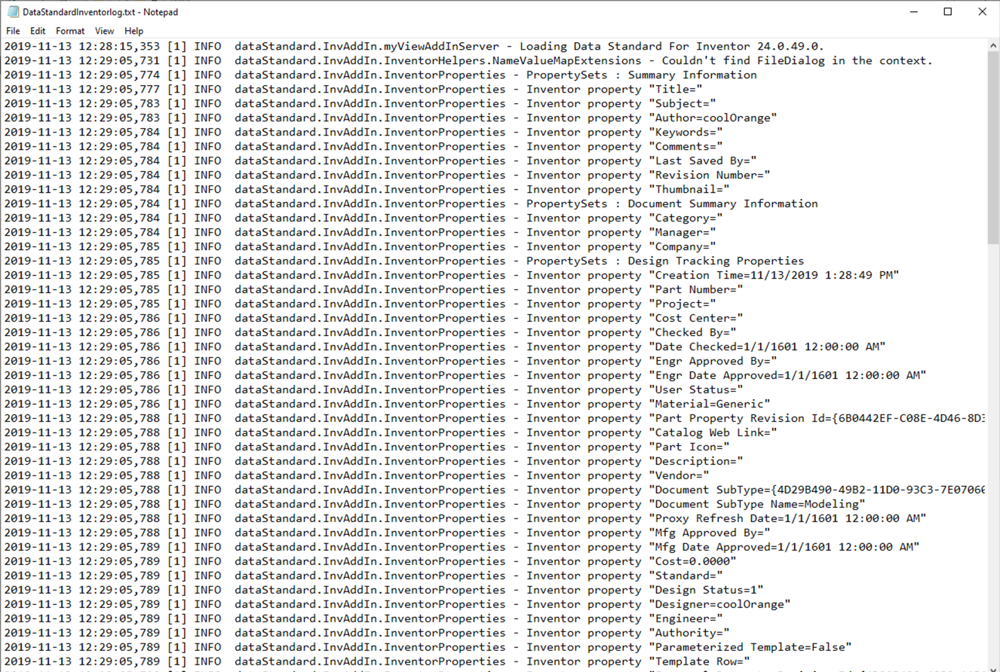 DataStandardInventorlog.txt - Notepad
File Edit Format View Help
2019-11-13 12:28:15,353 [1] INFO  dataStandard.InvAddIn.myViewAddInServer - Loading Data Standard For Inventor 24.0.49.0.
2019-11-13 12:29:05,731 [1] INFO  dataStandard.InvAddIn.InventorHelpers.NameValueMapExtensions - Couldn't find FileDialog in the context.
2019-11-13 12:29:05,774 [1] INFO  dataStandard.InvAddIn.InventorProperties - PropertySets : Summary Information
2019-11-13 12:29:05,777 [1] INFO  dataStandard.InvAddIn.InventorProperties - Inventor property "Title="
2019-11-13 12:29:05,783 [1] INFO  dataStandard.InvAddIn.InventorProperties - Inventor property "Subject="
2019-11-13 12:29:05,783 [1] INFO  dataStandard.InvAddIn.InventorProperties - Inventor property "Author=coolOrange"
2019-11-13 12:29:05,784 [1] INFO  dataStandard.InvAddIn.InventorProperties - Inventor property "Keywords="
2019-11-13 12:29:05,784 [1] INFO  dataStandard.InvAddIn.InventorProperties - Inventor property "Comments="
2019-11-13 12:29:05,784 [1] INFO  dataStandard.InvAddIn.InventorProperties - Inventor property "Last Saved By="
2019-11-13 12:29:05,784 [1] INFO  dataStandard.InvAddIn.InventorProperties - Inventor property "Revision Number="
2019-11-13 12:29:05,784 [1] INFO  dataStandard.InvAddIn.InventorProperties - Inventor property "Thumbnail="
2019-11-13 12:29:05,784 [1] INFO  dataStandard.InvAddIn.InventorProperties - PropertySets : Document Summary Information
2019-11-13 12:29:05,784 [1] INFO  dataStandard.InvAddIn.InventorProperties - Inventor property "Category="
2019-11-13 12:29:05,784 [1] INFO  dataStandard.InvAddIn.InventorProperties - Inventor property "Manager="
2019-11-13 12:29:05,785 [1] INFO  dataStandard.InvAddIn.InventorProperties - Inventor property "Company="
2019-11-13 12:29:05,785 [1] INFO  dataStandard.InvAddIn.InventorProperties - PropertySets : Design Tracking Properties
2019-11-13 12:29:05,785 [1] INFO  dataStandard.InvAddIn.InventorProperties - Inventor property "Creation Time=11/13/2019 1:28:49 PM"
2019-11-13 12:29:05,785 [1] INFO  dataStandard.InvAddIn.InventorProperties - Inventor property "Part Number="
2019-11-13 12:29:05,785 [1] INFO  dataStandard.InvAddIn.InventorProperties - Inventor property "Project="
2019-11-13 12:29:05,786 [1] INFO  dataStandard.InvAddIn.InventorProperties - Inventor property "Cost Center="
2019-11-13 12:29:05,786 [1] INFO  dataStandard.InvAddIn.InventorProperties - Inventor property "Checked By="
2019-11-13 12:29:05,786 [1] INFO  dataStandard.InvAddIn.InventorProperties - Inventor property "Date Checked=1/1/1601 12:00:00 AM"
2019-11-13 12:29:05,786 [1] INFO  dataStandard.InvAddIn.InventorProperties - Inventor property "Engr Approved By="
2019-11-13 12:29:05,786 [1] INFO  dataStandard.InvAddIn.InventorProperties - Inventor property "Engr Date Approved=1/1/1601 12:00:00 AM"
2019-11-13 12:29:05,786 [1] INFO  dataStandard.InvAddIn.InventorProperties - Inventor property "User Status="
2019-11-13 12:29:05,786 [1] INFO  dataStandard.InvAddIn.InventorProperties - Inventor property "Material=Generic"
2019-11-13 12:29:05,788 [1] INFO  dataStandard.InvAddIn.InventorProperties - Inventor property "Part Property Revision Id={6B0442EF-C08E-4D46-8D3
2019-11-13 12:29:05,788 [1] INFO  dataStandard.InvAddIn.InventorProperties - Inventor property "Catalog Web Link="
2019-11-13 12:29:05,788 [1] INFO  dataStandard.InvAddIn.InventorProperties - Inventor property "Part Icon="
2019-11-13 12:29:05,788 [1] INFO  dataStandard.InvAddIn.InventorProperties - Inventor property "Description="
2019-11-13 12:29:05,788 [1] INFO  dataStandard.InvAddIn.InventorProperties - Inventor property "Vendor="
2019-11-13 12:29:05,788 [1] INFO  dataStandard.InvAddIn.InventorProperties - Inventor property "Document SubType={4D29B490-49B2-11D0-93C3-7E07060
2019-11-13 12:29:05,788 [1] INFO  dataStandard.InvAddIn.InventorProperties - Inventor property "Document SubType Name=Modeling"
2019-11-13 12:29:05,788 [1] INFO  dataStandard.InvAddIn.InventorProperties - Inventor property "Proxy Refresh Date=1/1/1601 12:00:00 AM"
2019-11-13 12:29:05,788 [1] INFO  dataStandard.InvAddIn.InventorProperties - Inventor property "Mfg Approved By="
2019-11-13 12:29:05,789 [1] INFO  dataStandard.InvAddIn.InventorProperties - Inventor property "Mfg Date Approved=1/1/1601 12:00:00 AM"
2019-11-13 12:29:05,789 [1] INFO  dataStandard.InvAddIn.InventorProperties - Inventor property "Cost=0.0000"
2019-11-13 12:29:05,789 [1] INFO  dataStandard.InvAddIn.InventorProperties - Inventor property "Standard="
2019-11-13 12:29:05,789 [1] INFO  dataStandard.InvAddIn.InventorProperties - Inventor property "Design Status=1"
2019-11-13 12:29:05,789 [1] INFO  dataStandard.InvAddIn.InventorProperties - Inventor property "Designer=coolOrange"
2019-11-13 12:29:05,789 [1] INFO  dataStandard.InvAddIn.InventorProperties - Inventor property "Engineer="
2019-11-13 12:29:05,789 [1] INFO  dataStandard.InvAddIn.InventorProperties - Inventor property "Authority="
2019-11-13 12:29:05,789 [1] INFO  dataStandard.InvAddIn.InventorProperties - Inventor property "Parameterized Template=False"
2019-11-13 12:29:05,789 [1] INFO  dataStandard.InvAddIn.InventorProperties - Inventor property "Template Row="